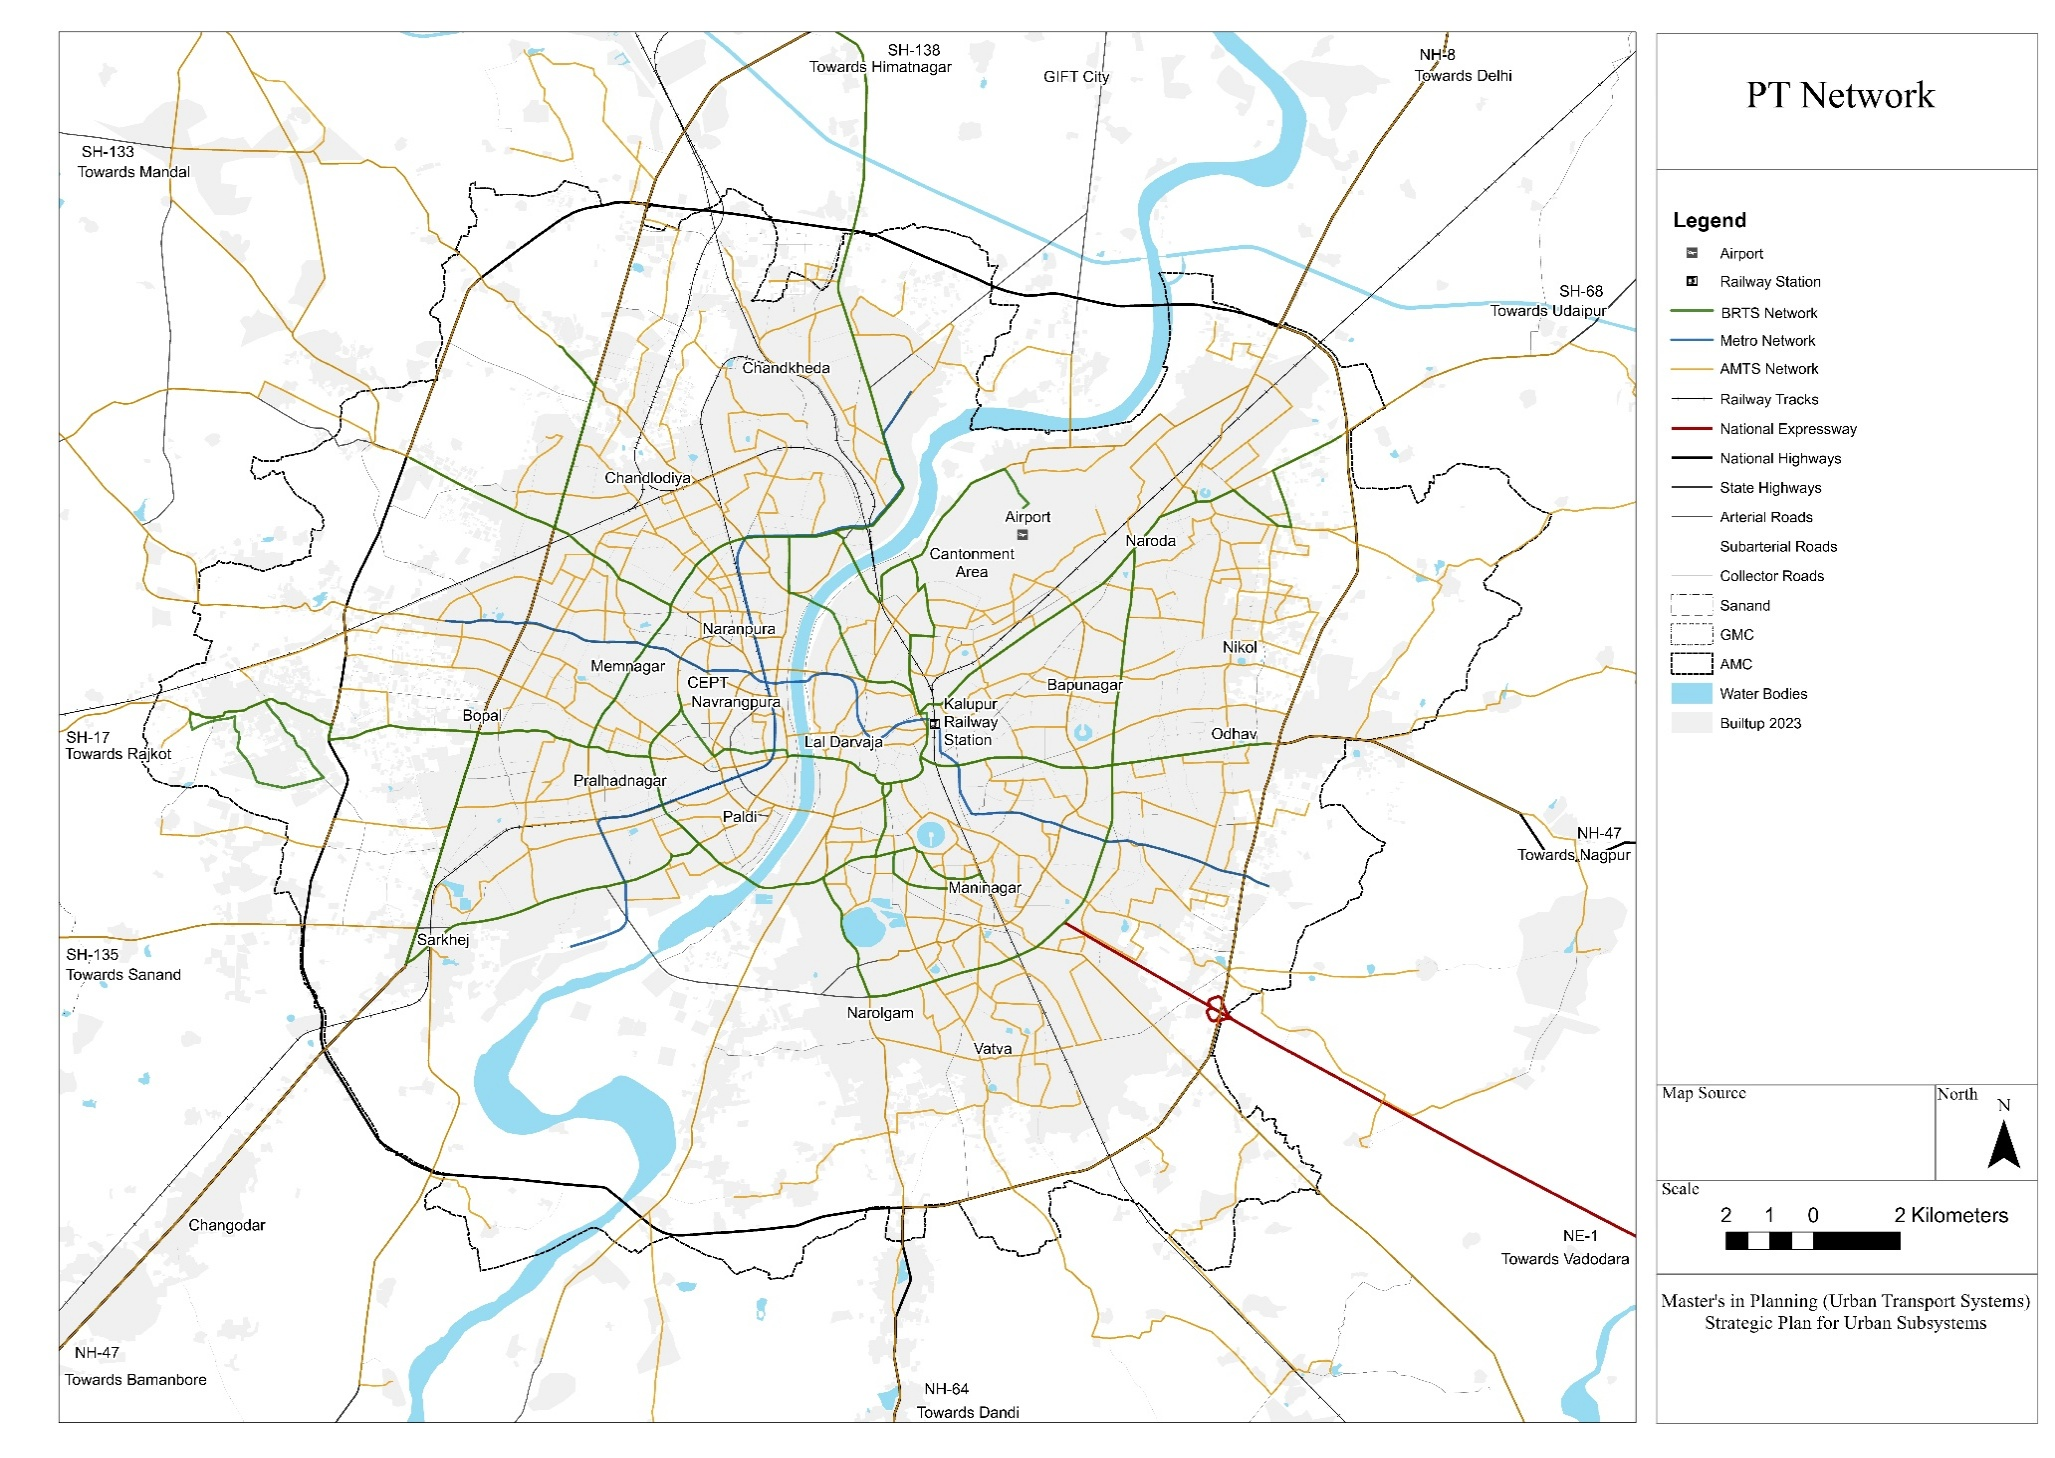 SH-138
Towards Himatnagar
GIFT City
NH-8
Towards Delhi
SH-133
Towards Mandal
SH-68
Towards Udaipur
Chandkheda
Chandlodiya
Airport
Cantonment
Area
Naroda
Naranpura
Nikol
Memnagar
CEPT
Navrangpura
Bapunagar
Kalupur
Railway
Station
Bopal
SH-17
Towards Rajkot
Lal Darvaja
Odhav
Pralhadnagar
Paldi
NH-47
Towards Nagpur
Maninagar
Sarkhej
SH-135
Towards Sanand
Narolgam
Vatva
Changodar
NE-1
Towards Vadodara
NH-47
Towards Bamanbore
NH-64
Towards Dandi
PT Network
Legend
Airport
Railway Station
BRTS Network
Metro Network
AMTS Network
Railway Tracks
National Expressway
National Highways
State Highways
Arterial Roads
Subarterial Roads
Collector Roads
Sanand
GMC
AMC
Water Bodies
Builtup 2023
Map Source
North
N
Scale
2 1 0 2 Kilometers
Master's in Planning (Urban Transport Systems)
Strategic Plan for Urban Subsystems